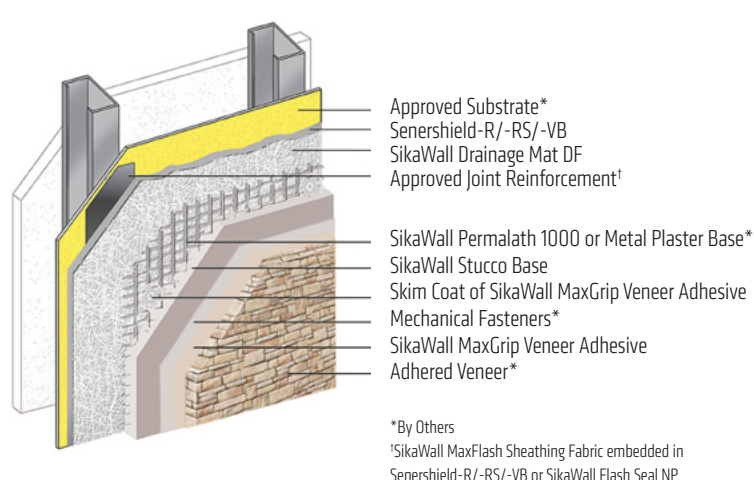 Approved Substrate*
Senershield-R/-RS/-VB
SikaWall Drainage Mat DF
Approved Joint Reinforcement†
SikaWall Permalath 1000 or Metal Plaster Base*
SikaWall Stucco Base
Skim Coat of SikaWall MaxGrip Veneer Adhesive
Mechanical Fasteners*
SikaWall MaxGrip Veneer Adhesive
Adhered Veneer*
*By Others
†SikaWall MaxFlash Sheathing Fabric embedded in
Senershield-R/-RS/-VB or SikaWall Flash Seal NP